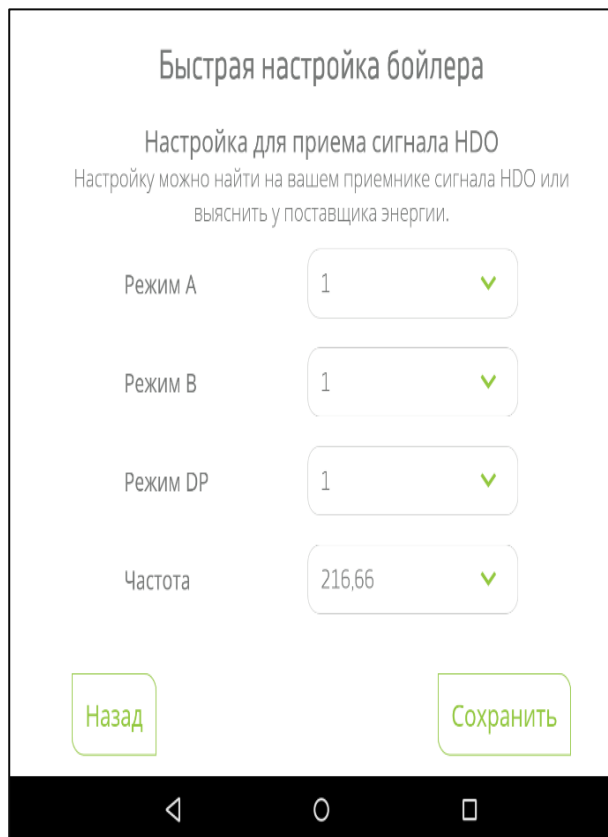 Быстрая настройка бойлера
Настройка для приема сигнала HDO
Настройку можно найти на вашем приемнике сигнала HDO или
выяснить у поставщика энергии.
Режим A 1
Режим B 1
Режим DP 1
Частота 216,66
Назад Сохранить